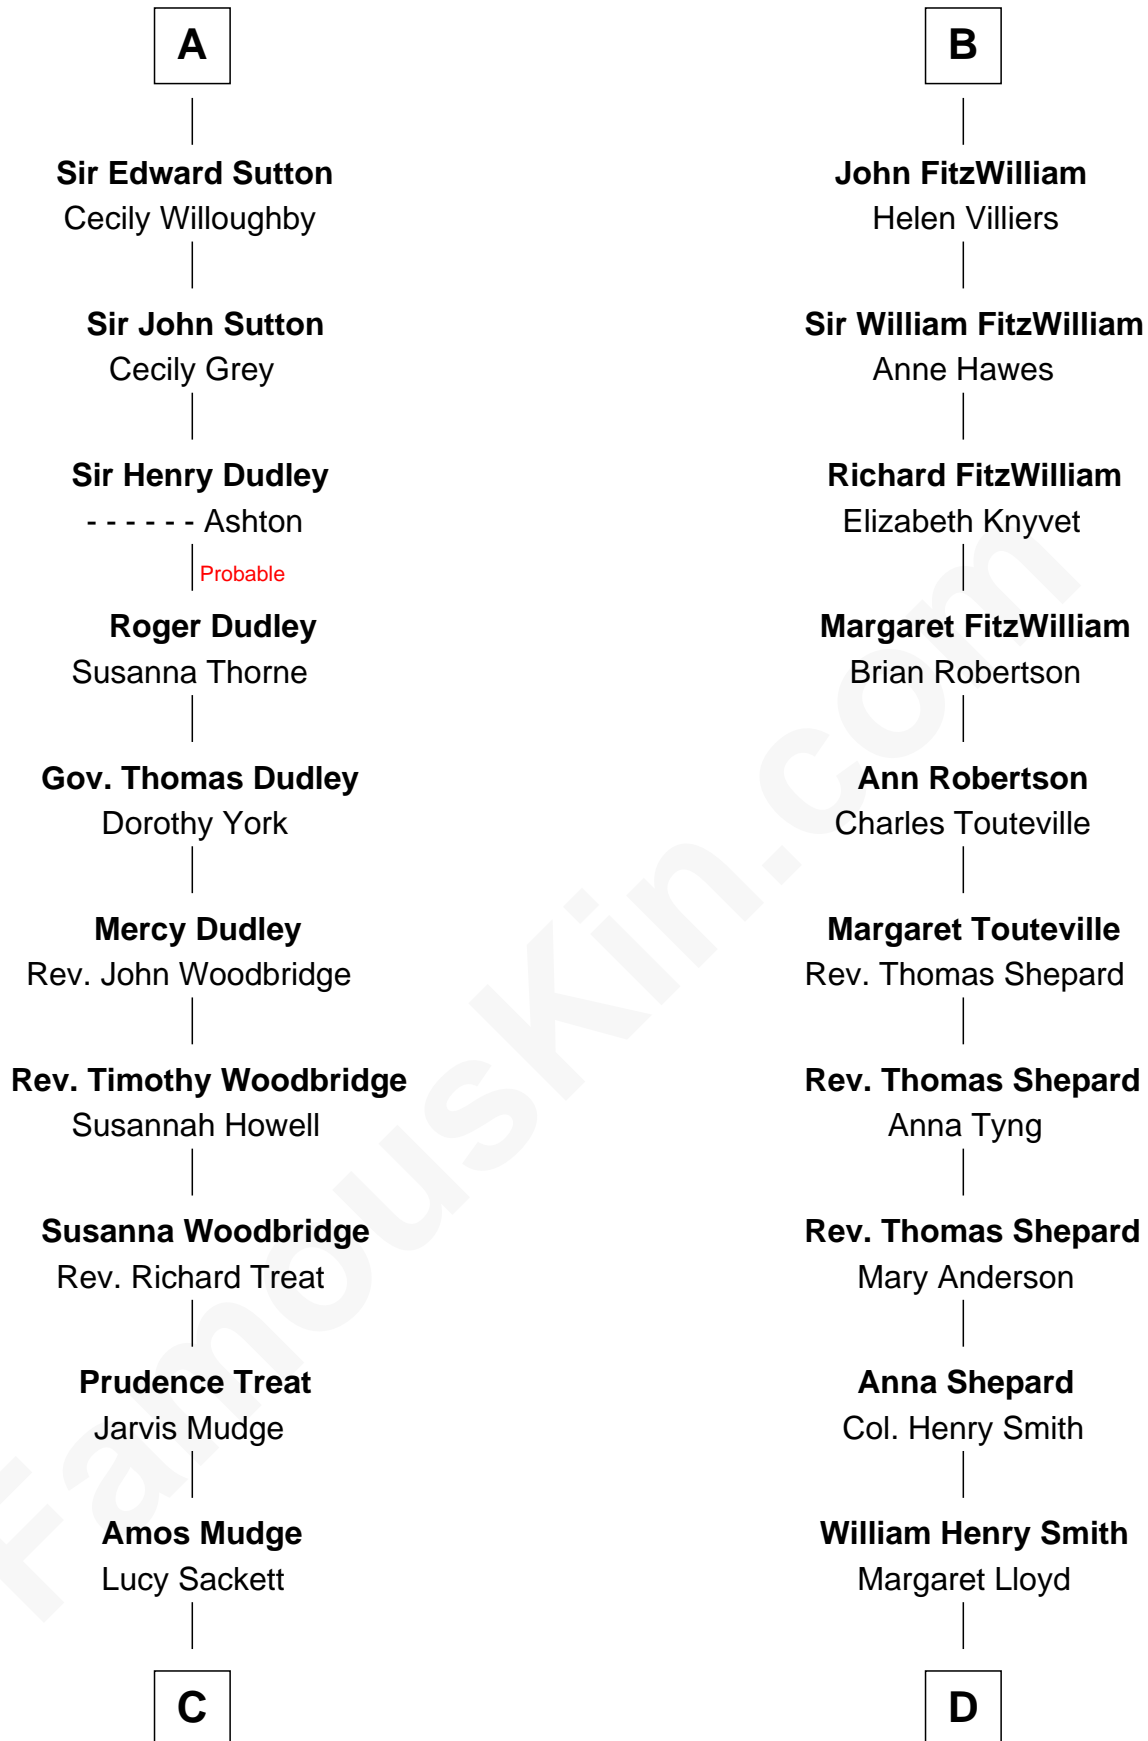 A
Sir Edward Sutton
Cecily Willoughby
Sir John Sutton
Cecily Grey
Sir Henry Dudley
- - - - - - Ashton
Probable
Roger Dudley
Susanna Thorne
Gov. Thomas Dudley
Dorothy York
Mercy Dudley
Rev. John Woodbridge
Rev. Timothy Woodbridge
Susannah Howell
Susanna Woodbridge
Rev. Richard Treat
Prudence Treat
Jarvis Mudge
Amos Mudge
Lucy Sackett
C
B
John FitzWilliam
Helen Villiers
Sir William FitzWilliam
Anne Hawes
Richard FitzWilliam
Elizabeth Knyvet
Margaret FitzWilliam
Brian Robertson
Ann Robertson
Charles Touteville
Margaret Touteville
Rev. Thomas Shepard
Rev. Thomas Shepard
Anna Tyng
Rev. Thomas Shepard
Mary Anderson
Anna Shepard
Col. Henry Smith
William Henry Smith
Margaret Lloyd
D
FamousKin.com